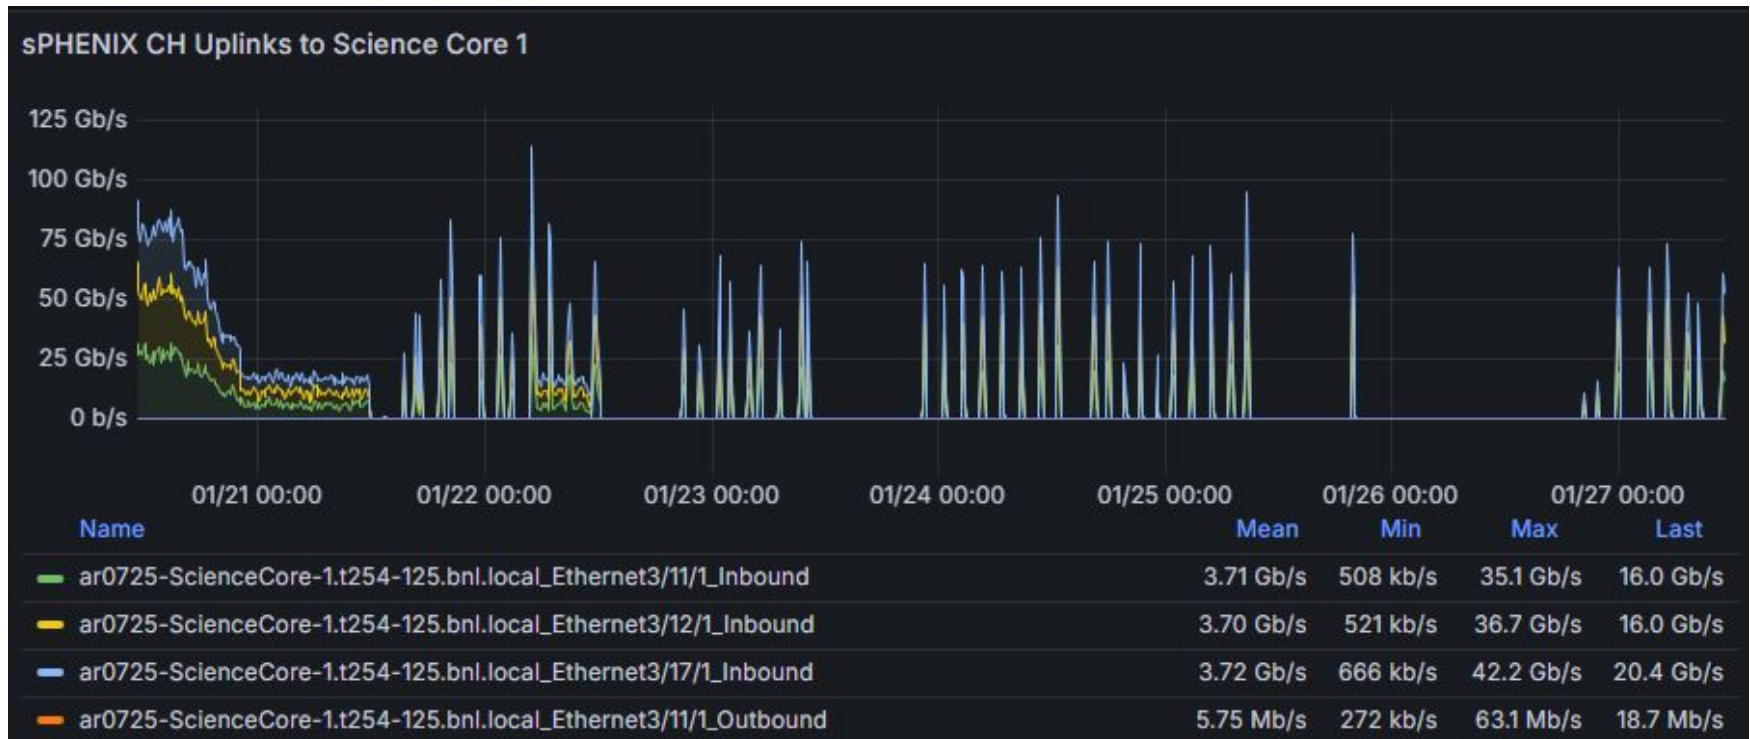 sPHENIX CH Uplinks to Science Core 1
125 Gb/s
100 Gb/s
75 Gb/s
50 Gb/s
25 Gb/s
0 b/s
01/21 00:00 01/22 00:00 01/23 00:00 01/24 00:00 01/25 00:00 01/26 00:00 01/27 00:00
Name Mean Min Max Last
ar0725-ScienceCore-1.t254-125.bnl.local_Ethernet3/11/1_Inbound 3.71 Gb/s 508 kb/s 35.1 Gb/s 16.0 Gb/s
ar0725-ScienceCore-1.t254-125.bnl.local_Ethernet3/12/1_Inbound 3.70 Gb/s 521 kb/s 36.7 Gb/s 16.0 Gb/s
ar0725-ScienceCore-1.t254-125.bnl.local_Ethernet3/17/1_Inbound 3.72 Gb/s 666 kb/s 42.2 Gb/s 20.4 Gb/s
ar0725-ScienceCore-1.t254-125.bnl.local_Ethernet3/11/1_Outbound 5.75 Mb/s 272 kb/s 63.1 Mb/s 18.7 Mb/s